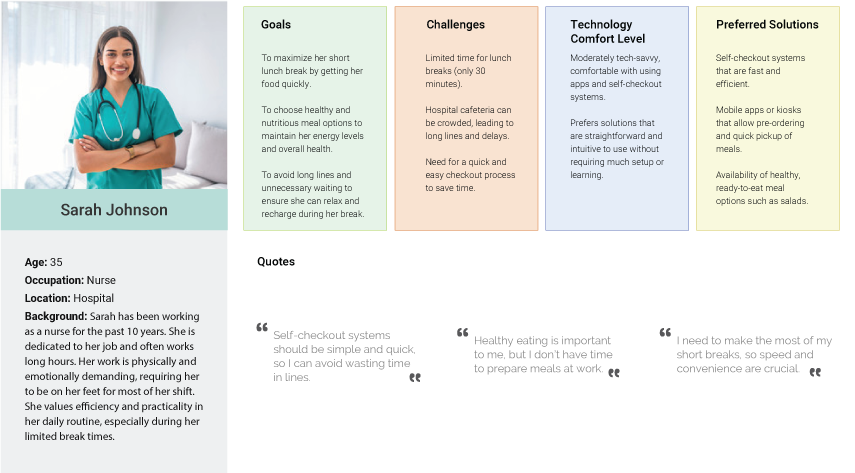 Sarah Johnson
Age: 35
Occupation: Nurse
Location: Hospital
Background: Sarah has been working
as a nurse for the past 10 years. She is
dedicated to her job and often works
long hours. Her work is physically and
emotionally demanding, requiring her
to be on her feet for most of her shift.
She values efficiency and practicality in
her daily routine, especially during her
limited break times.
Goals
To maximize her short
lunch break by getting her
food quickly.
To choose healthy and
nutritious meal options to
maintain her energy levels
and overall health.
To avoid long lines and
unnecessary waiting to
ensure she can relax and
recharge during her break.
Challenges
Limited time for lunch
breaks (only 30
minutes).
Hospital cafeteria can
be crowded, leading to
long lines and delays.
Need for a quick and
easy checkout process
to save time.
Technology
Comfort Level
Moderately tech-savvy,
comfortable with using
apps and self-checkout
systems.
Prefers solutions that
are straightforward and
intuitive to use without
requiring much setup or
learning.
Preferred Solutions
Self-checkout systems
that are fast and
efficient.
Mobile apps or kiosks
that allow pre-ordering
and quick pickup of
meals.
Availability of healthy,
ready-to-eat meal
options such as salads.
Quotes
“Self-checkout systems
should be simple and quick,
so I can avoid wasting time
in lines.”
“Healthy eating is important
to me, but I don't have time
to prepare meals at work.”
“I need to make the most of my
short breaks, so speed and
convenience are crucial.”